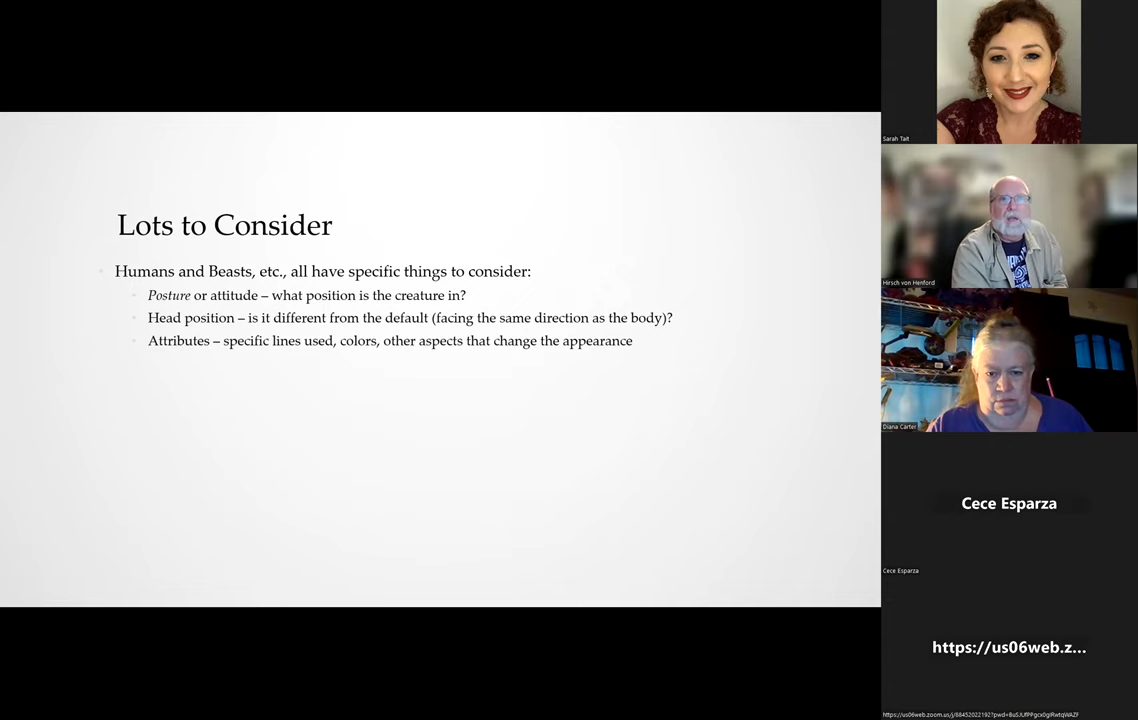 Lots to Consider
Humans and Beasts, etc., all have specific things to consider:
Posture or attitude – what position is the creature in?
Head position – is it different from the default (facing the same direction as the body)?
Attributes – specific lines used, colors, other aspects that change the appearance
Sarah Tait
Hirsch von Henford
Diana Carter
Cece Esparza
Cece Esparza
https://us06web.z...